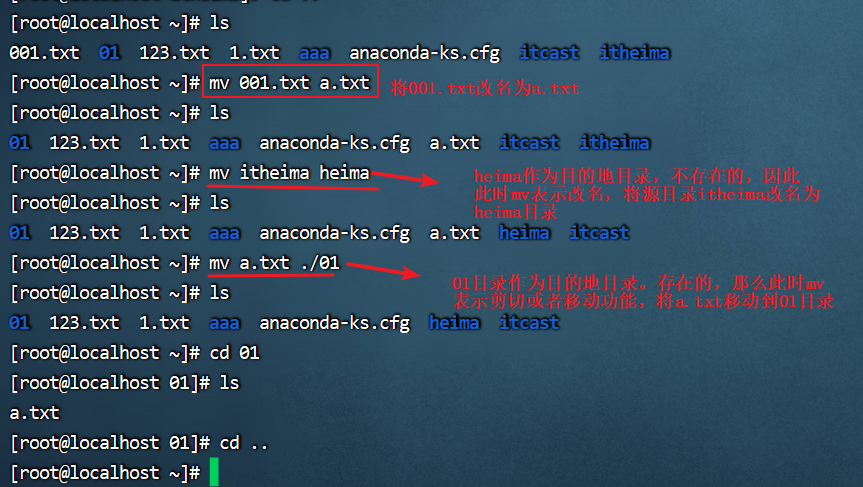 [root@localhost ~]# ls
001.txt 01 123.txt 1.txt aaa anaconda-ks.cfg itcast itheima
[root@localhost ~]# mv 001.txt a.txt 将001.txt改名为a.txt
[root@localhost ~]# ls
01 123.txt 1.txt aaa anaconda-ks.cfg a.txt itcast itheima
[root@localhost ~]# mv itheima heima
heima作为目的地目录，不存在的，因此
此时mv表示改名，将源目录itheima改名为
heima目录
[root@localhost ~]# ls
01 123.txt 1.txt aaa anaconda-ks.cfg a.txt heima itcast
[root@localhost ~]# mv a.txt ./01
01目录作为目的地目录。存在的，那么此时mv
表示剪切或者移动功能，将a.txt移动到01目录
[root@localhost ~]# ls
01 123.txt 1.txt aaa anaconda-ks.cfg heima itcast
[root@localhost ~]# cd 01
[root@localhost 01]# ls
a.txt
[root@localhost 01]# cd ..
[root@localhost ~]#